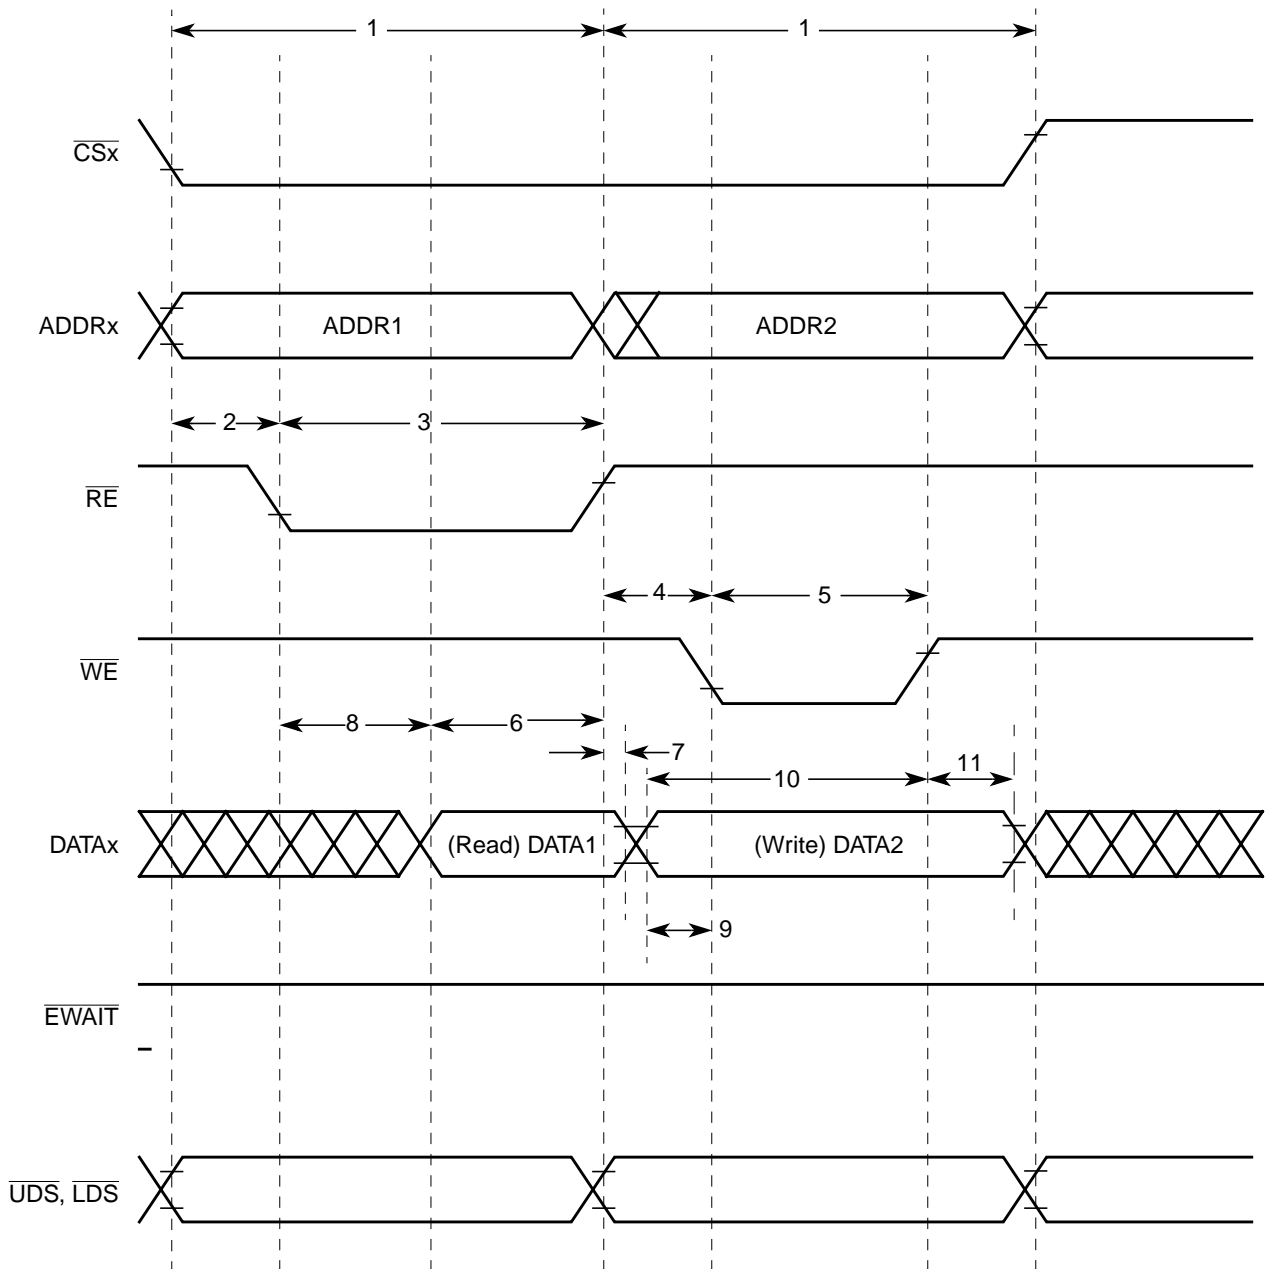 1 1
CSx
ADDRx ADDR1 ADDR2
2 3
RE
4 5
WE
8 6
7
10 11
DATAx (Read) DATA1 (Write) DATA2
9
EWAIT
UDS, LDS